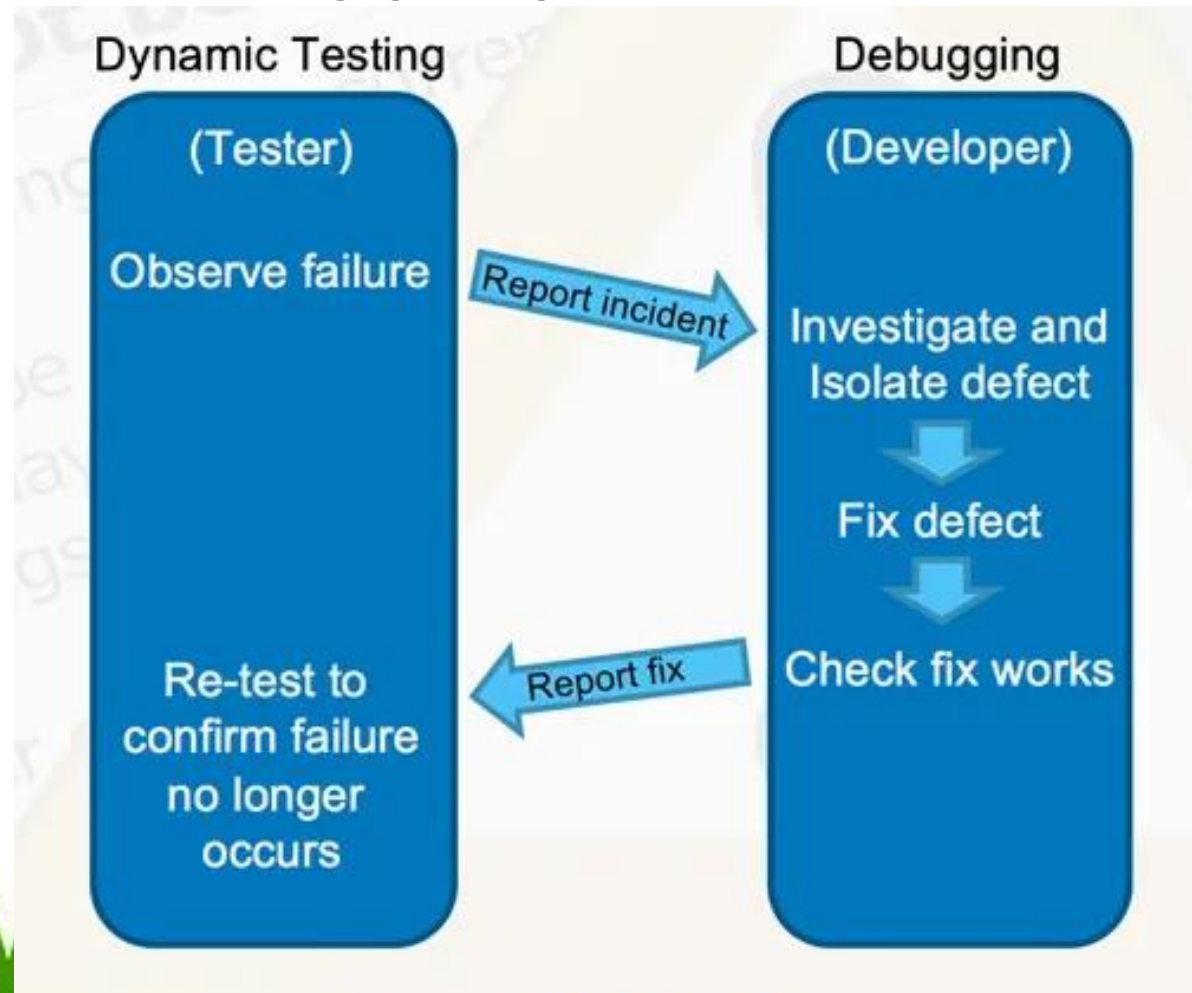 Dynamic Testing
Debugging
(Tester)
Observe failure
Re-test to
confirm failure
no longer
occurs
Report incident
(Developer)
Investigate and
Isolate defect
Fix defect
Check fix works
Report fix